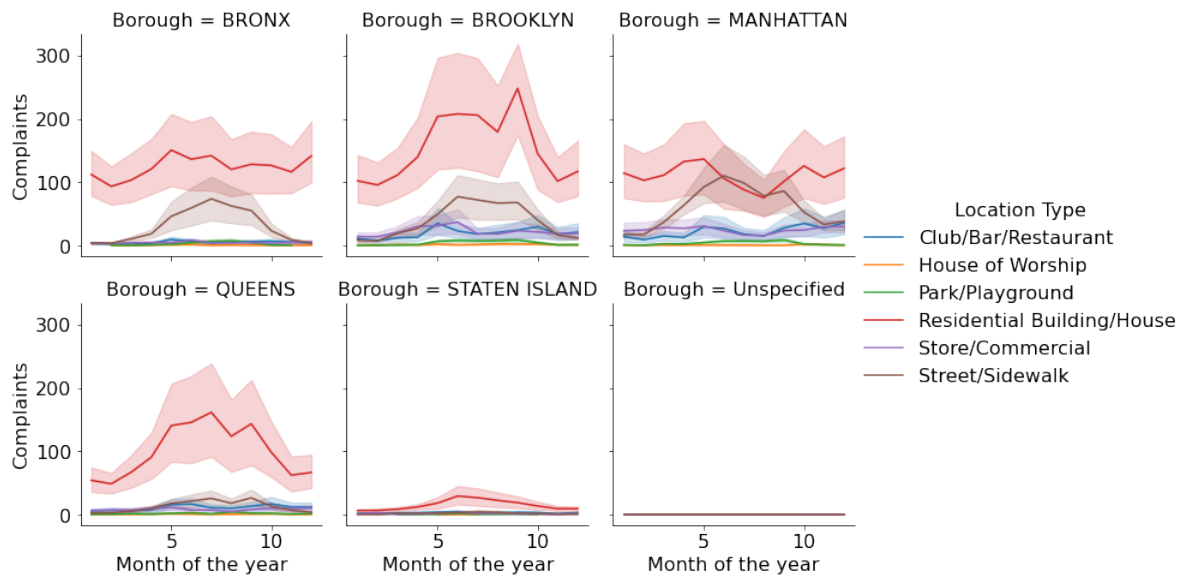 Borough = BRONX
Borough = BROOKLYN
Borough = MANHATTAN
300
200
100
0
Complaints
5
10
Borough = QUEENS
Borough = STATEN ISLAND
Borough = Unspecified
300
200
100
0
Complaints
5
10
5
10
5
10
Month of the year
Month of the year
Month of the year
Location Type
Club/Bar/Restaurant
House of Worship
Park/Playground
Residential Building/House
Store/Commercial
Street/Sidewalk